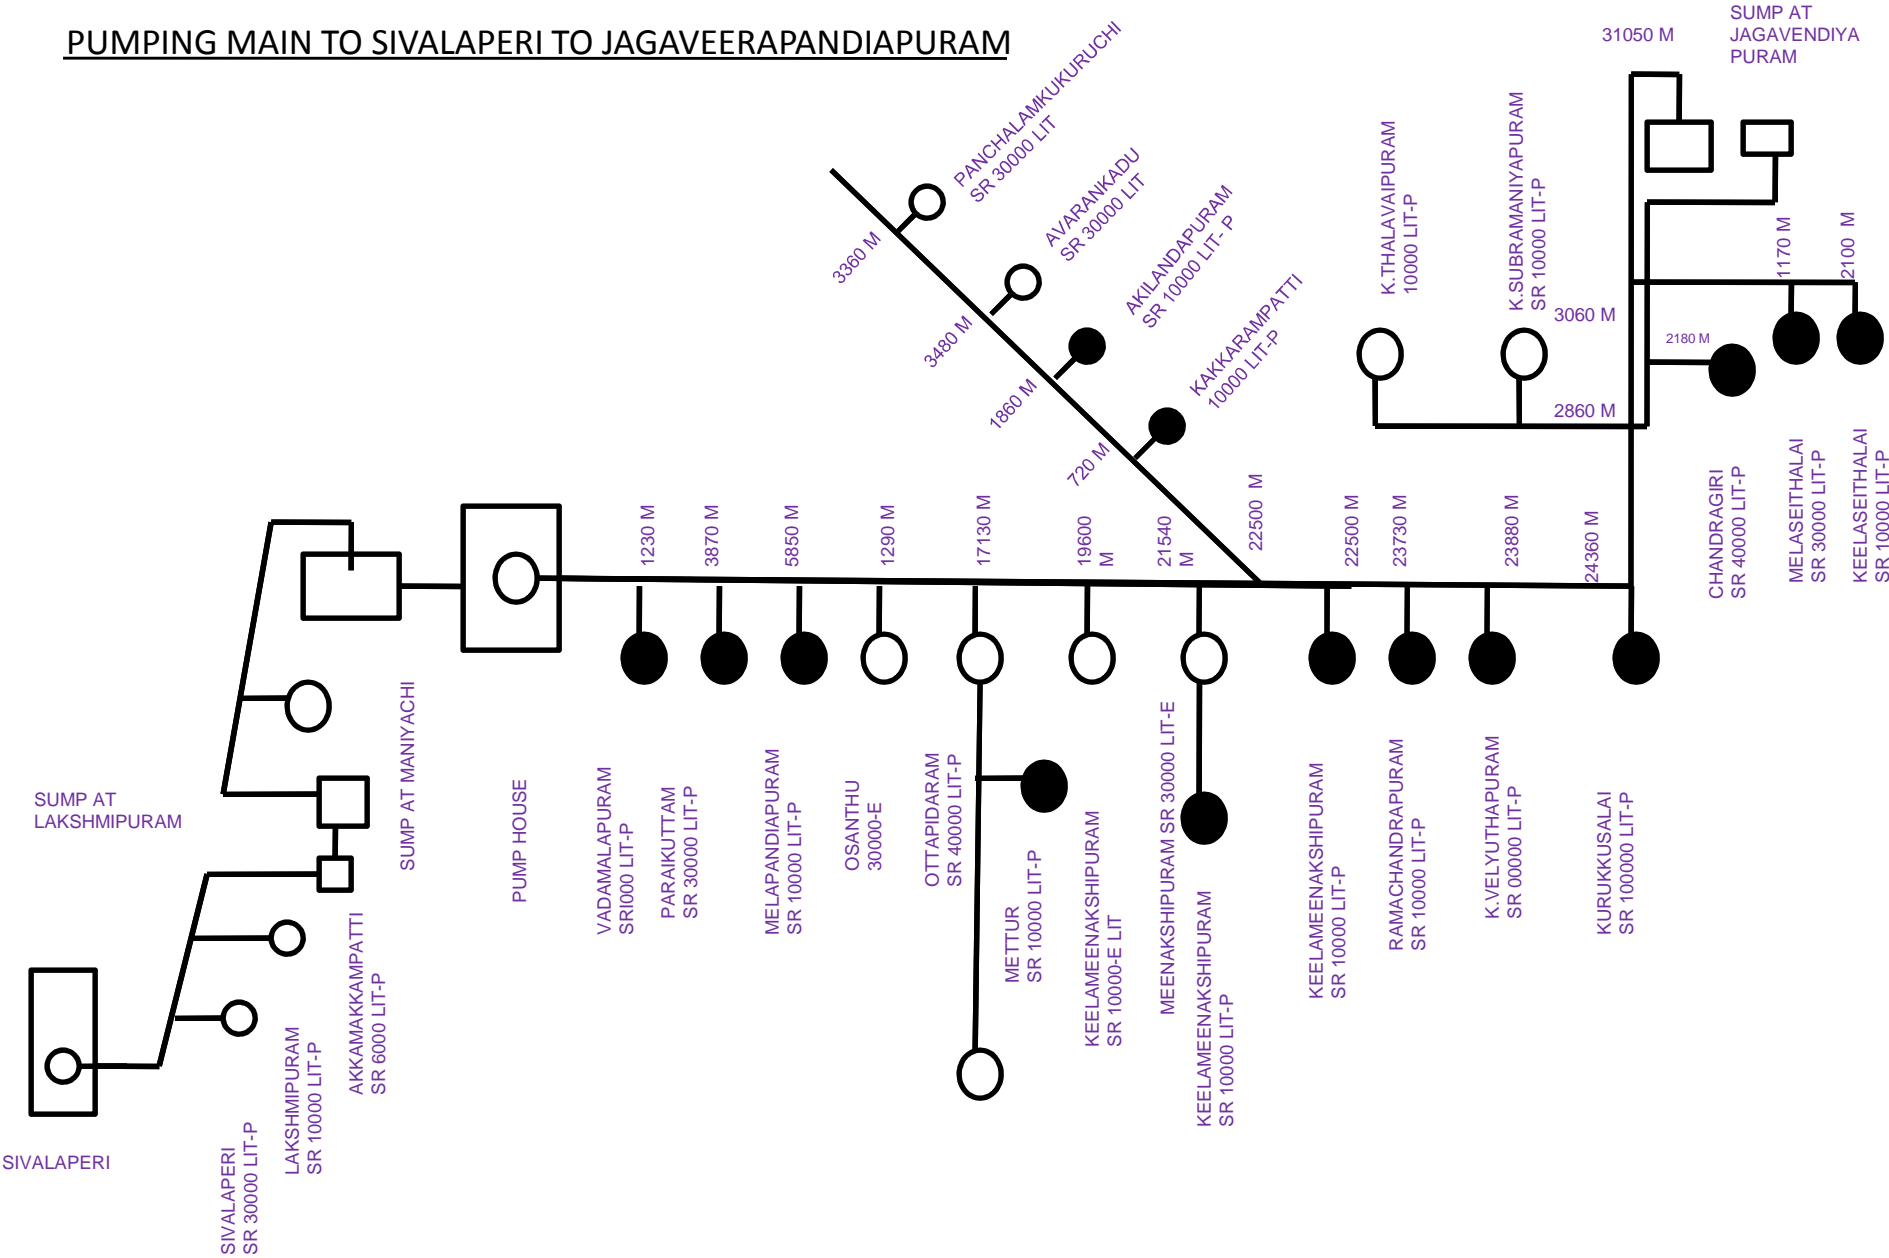 PUMPING MAIN TO SIVALAPERI TO JAGAVEERAPANDIAPURAM
31050 M
SUMP AT
JAGAVENDIYA
PURAM
PANCHALAMKUKURUCHI
SR 30000 LIT
AVARANKADU
SR 30000 LIT
AKILANDAPURAM
SR 10000 LIT- P
KAKKARAMPATTI
10000 LIT-P
3360 M
3480 M
1860 M
720 M
K.THALAVAIPURAM
10000 LIT-P
K.SUBRAMANIYAPURAM
SR 10000 LIT-P
3060 M
2860 M
1170 M
2100 M
2180 M
CHANDRAGIRI
SR 40000 LIT-P
MELASEITHALAI
SR 30000 LIT-P
KEELASEITHALAI
SR 10000 LIT-P
1230 M
3870 M
5850 M
1290 M
17130 M
19600
M
21540
M
22500 M
22500 M
23730 M
23880 M
24360 M
SUMP AT
LAKSHMIPURAM
SUMP AT MANIYACHI
PUMP HOUSE
VADAMALAPURAM
SRI000 LIT-P
PARAIKUTTAM
SR 30000 LIT-P
MELAPANDIAPURAM
SR 10000 LIT-P
OSANTHU
30000-E
OTTAPIDARAM
SR 40000 LIT-P
METTUR
SR 10000 LIT-P
KEELAMEENAKSHIPURAM
SR 10000-E LIT
MEENAKSHIPURAM SR 30000 LIT-E
KEELAMEENAKSHIPURAM
SR 10000 LIT-P
KEELAMEENAKSHIPURAM
SR 10000 LIT-P
RAMACHANDRAPURAM
SR 10000 LIT-P
K.VELYUTHAPURAM
SR 00000 LIT-P
KURUKKUSALAI
SR 100000 LIT-P
SIVALAPERI
SIVALAPERI
SR 30000 LIT-P
LAKSHMIPURAM
SR 10000 LIT-P
AKKAMAKKAMPATTI
SR 6000 LIT-P